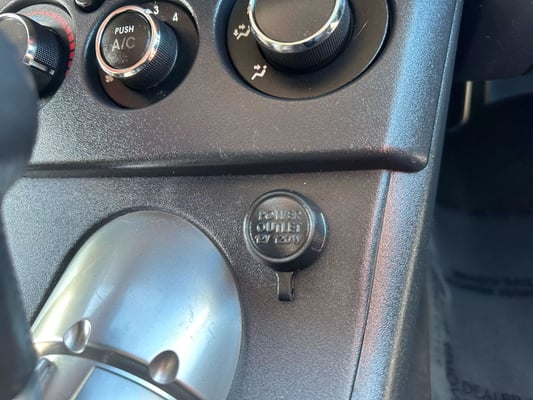 3
4
PUSH
A/C
POWER
OUTLET
12V 120W